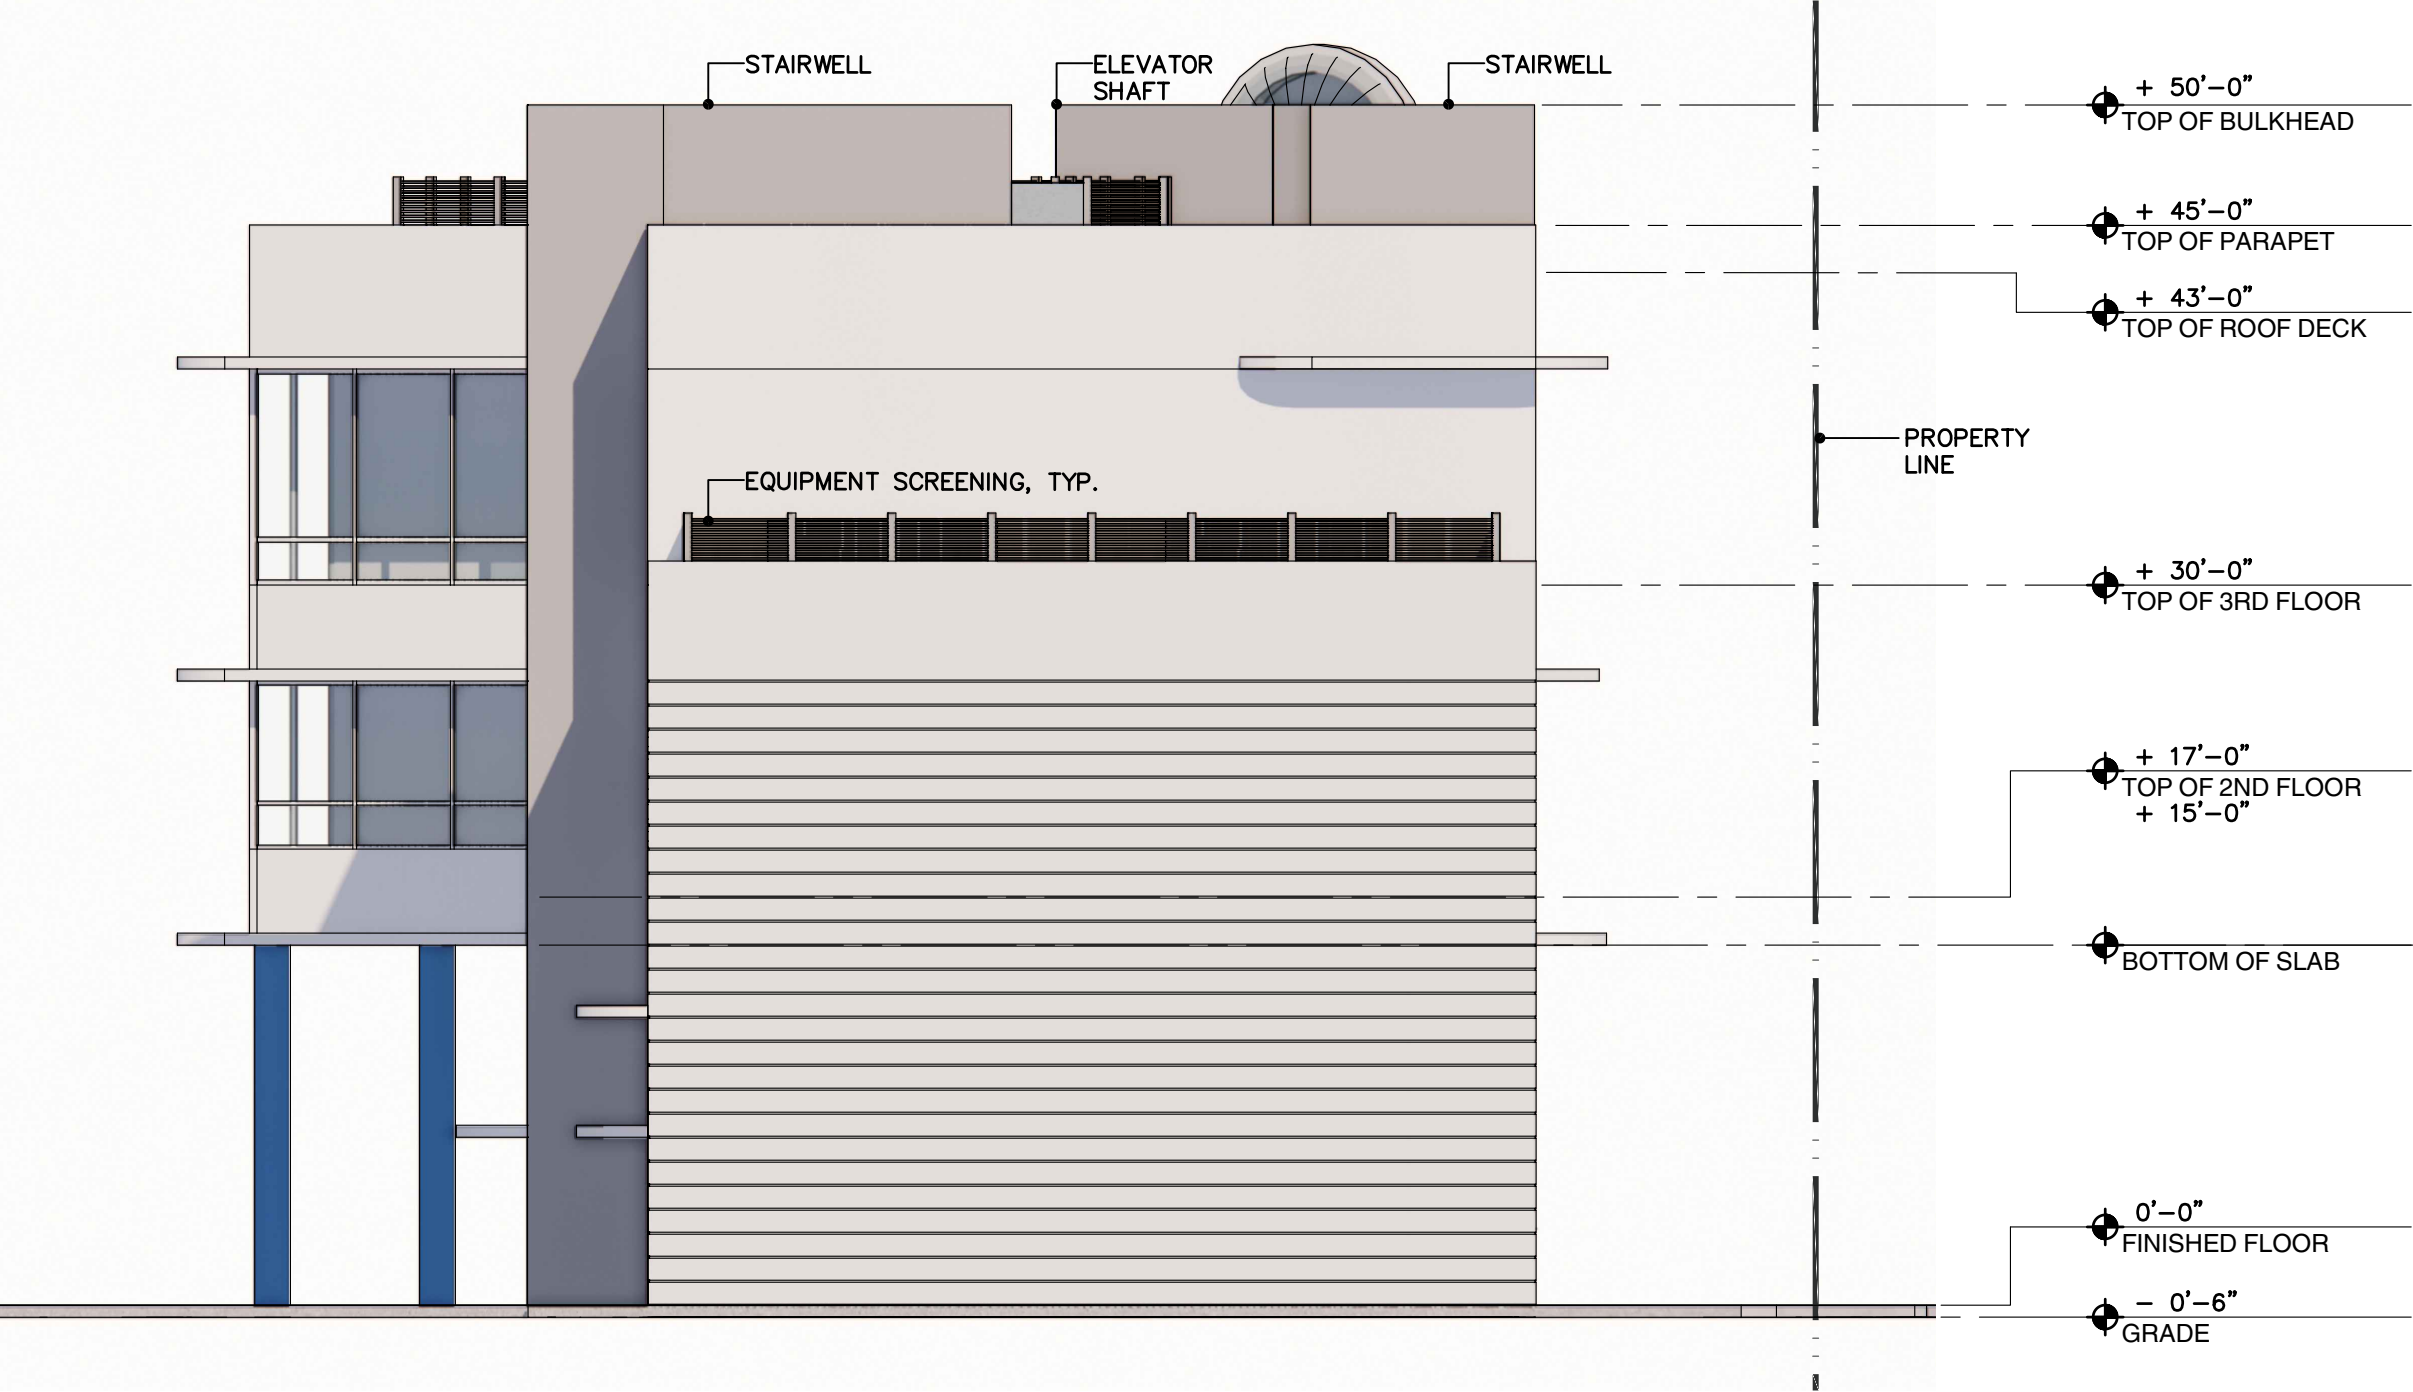 STAIRWELL
ELEVATOR
SHAFT
STAIRWELL
+ 50'-0"
TOP OF BULKHEAD
+ 45'-0"
TOP OF PARAPET
+ 43'-0"
TOP OF ROOF DECK
PROPERTY
LINE
EQUIPMENT SCREENING, TYP.
+ 30'-0"
TOP OF 3RD FLOOR
+ 17'-0"
TOP OF 2ND FLOOR
+ 15'-0"
BOTTOM OF SLAB
0'-0"
FINISHED FLOOR
- 0'-6"
GRADE